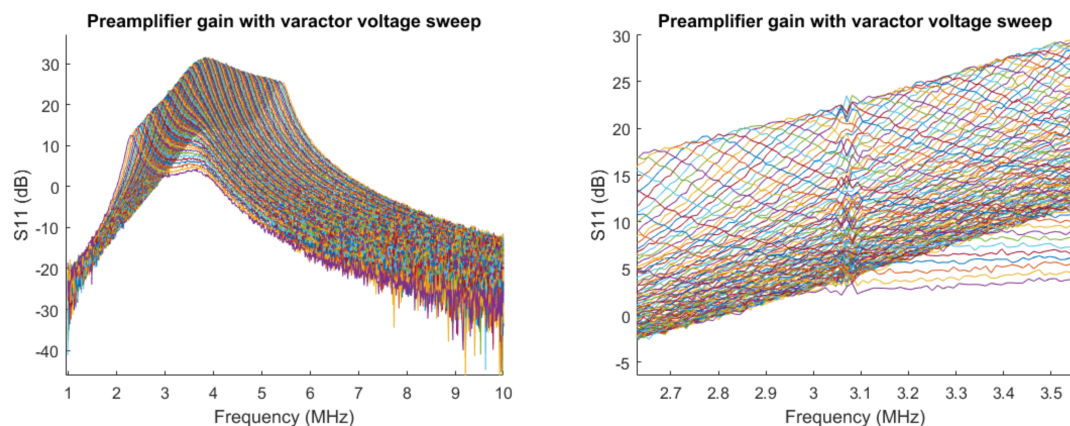 Preamplifier gain with varactor voltage sweep
S11 (dB)
30
20
10
0
-10
-20
-30
-40
1 2 3 4 5 6 7 8 9 10
Frequency (MHz)
Preamplifier gain with varactor voltage sweep
S11 (dB)
30
25
20
15
10
5
0
-5
2.7 2.8 2.9 3 3.1 3.2 3.3 3.4 3.5
Frequency (MHz)